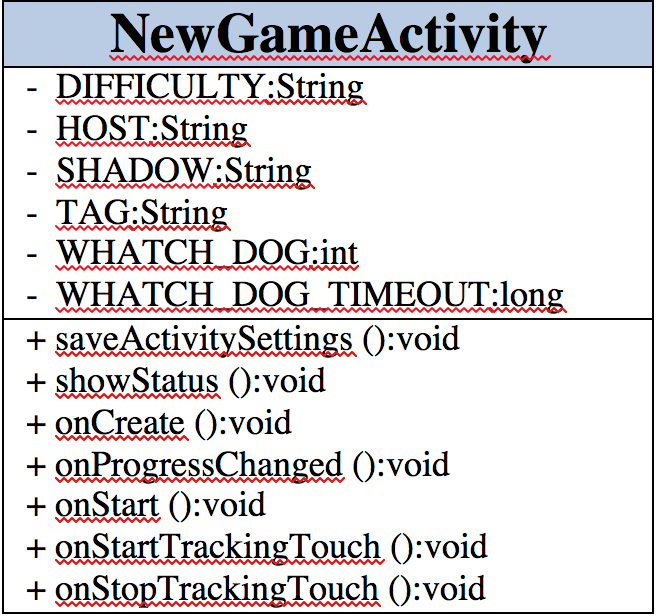 NewGameActivity
- DIFFICULTY:String
- HOST:String
- SHADOW:String
- TAG:String
- WHATCH_DOG:int
- WHATCH_DOG_TIMEOUT:long
+ saveActivitySettings ():void
+ showStatus ():void
+ onCreate ():void
+ onProgressChanged ():void
+ onStart ():void
+ onStartTrackingTouch ():void
+ onStopTrackingTouch ():void